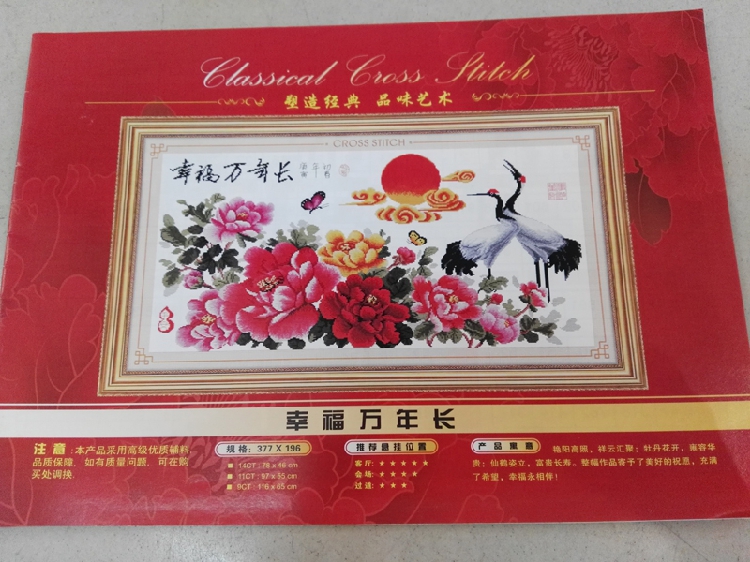 Classical Cross Stitch
塑造经典 品味艺术
CROSS STITCH
幸福万年长
幸福万年长
注意:本产品采用高级优质辅料
品质保障,如有质量问题,可在购
买处调换.
规格:377 X 196
14CT:
11CT:
9CT:
推荐悬挂位置
客厅:★★★★★
会场:★★★★
过道:★★★
产品寓意
艳阳高照,祥云汇聚;牡丹花开,雍容华
贵;仙鹤姿立,富贵长寿。整幅作品寄予了美好的祝愿,充满
了希望,幸福永相伴!